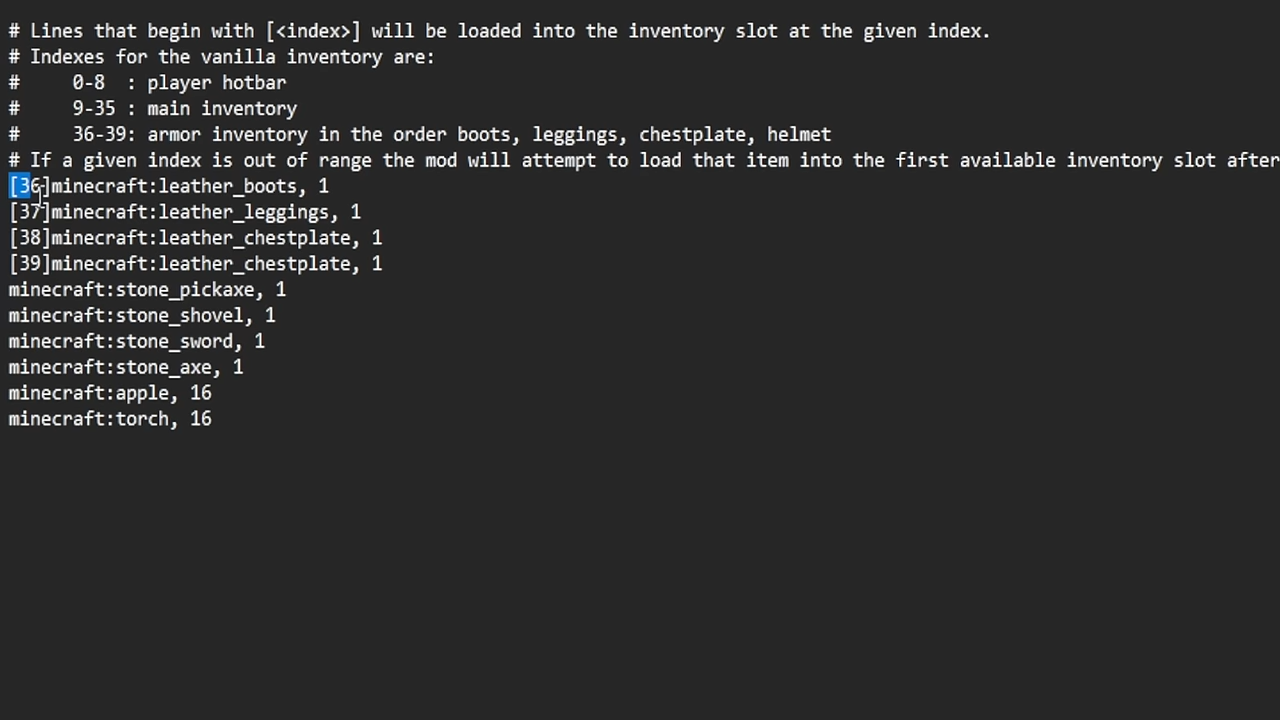 # Lines that begin with [<index>] will be loaded into the inventory slot at the given index.
# Indexes for the vanilla inventory are:
#     0-8  : player hotbar
#     9-35 : main inventory
#     36-39: armor inventory in the order boots, leggings, chestplate, helmet
# If a given index is out of range the mod will attempt to load that item into the first available inventory slot after
[36]minecraft:leather_boots, 1
[37]minecraft:leather_leggings, 1
[38]minecraft:leather_chestplate, 1
[39]minecraft:leather_chestplate, 1
minecraft:stone_pickaxe, 1
minecraft:stone_shovel, 1
minecraft:stone_sword, 1
minecraft:stone_axe, 1
minecraft:apple, 16
minecraft:torch, 16